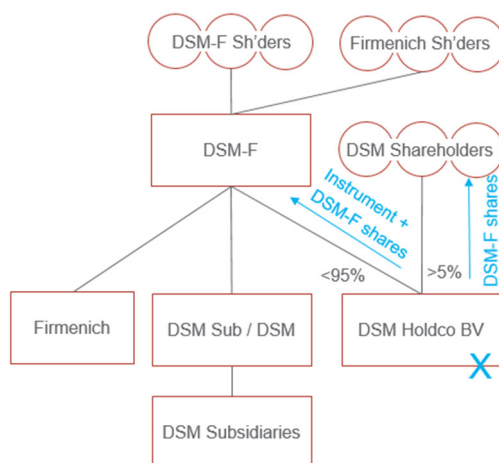 DSM-F Sh'ders
Firmenich Sh'ders
DSM-F
DSM Shareholders
Instrument +
DSM-F shares
DSM-F shares
<95%
>5%
Firmenich
DSM Sub / DSM
DSM Holdco BV
X
DSM Subsidiaries